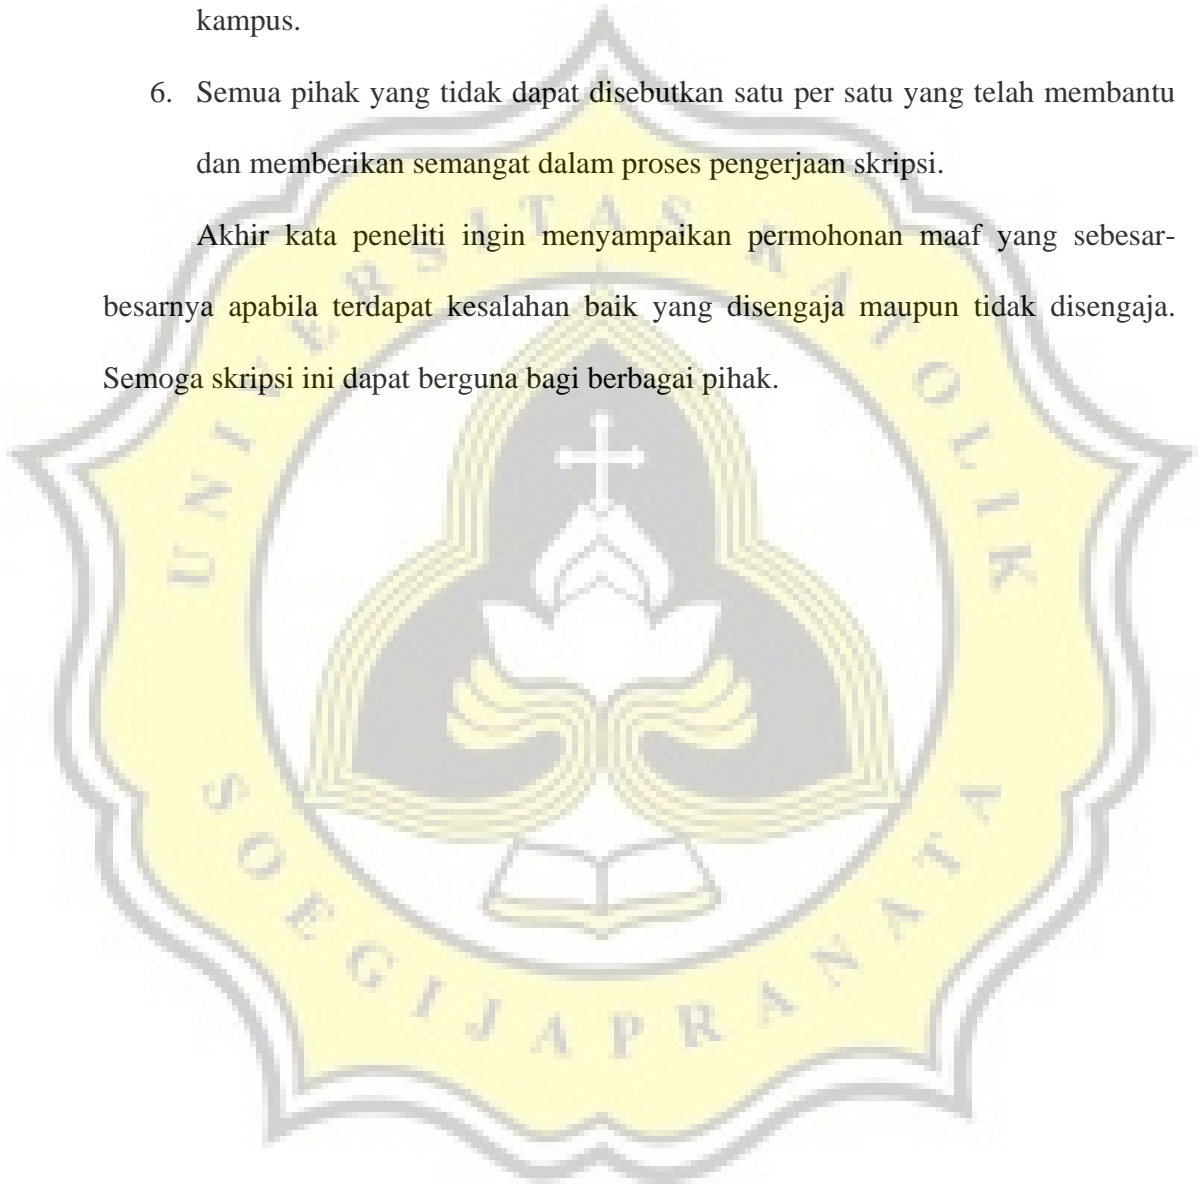 kampus.
6. Semua pihak yang tidak dapat disebutkan satu per satu yang telah membantu
dan memberikan semangat dalam proses pengerjaan skripsi.
Akhir kata peneliti ingin menyampaikan permohonan maaf yang sebesar-
besarnya apabila terdapat kesalahan baik yang disengaja maupun tidak disengaja.
Semoga skripsi ini dapat berguna bagi berbagai pihak.
UNIVERSITAS KATOLIK
SOEGIJAPRANATA